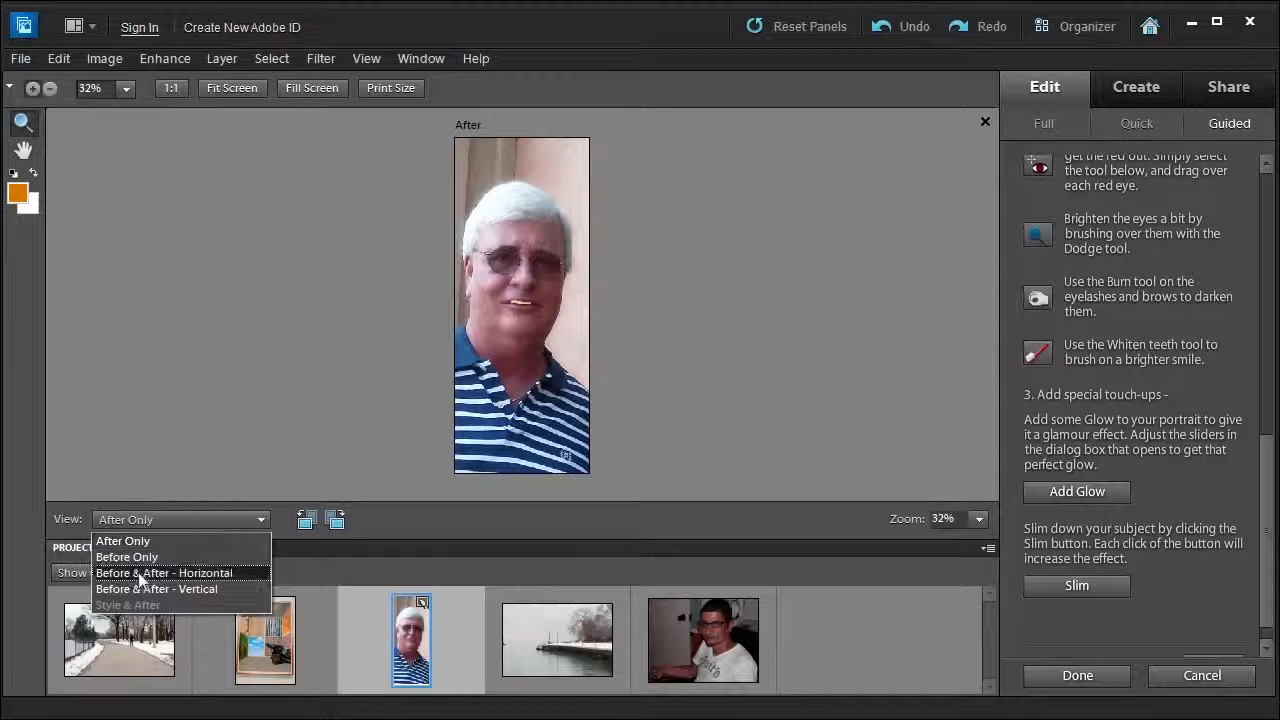 Sign In
Create New Adobe ID
Reset Panels
Undo
Redo
Organizer
File Edit Image Enhance Layer Select Filter View Window Help
32%
1:1
Fit Screen
Fill Screen
Print Size
Edit
Create
Share
Full
Quick
Guided
After
get the red out. Simply select
the tool below, and drag over
each red eye.
Brighten the eyes a bit by
brushing over them with the
Dodge tool.
Use the Burn tool on the
eyelashes and brows to darken
them.
Use the Whiten teeth tool to
brush on a brighter smile.
3. Add special touch-ups -
Add some Glow to your portrait to give
it a glamour effect. Adjust the sliders in
the dialog box that opens to get that
perfect glow.
Add Glow
Slim down your subject by clicking the
Slim button. Each click of the button will
increase the effect.
Slim
Done
Cancel
View:
After Only
Zoom: 32%
After Only
Before Only
Before & After - Horizontal
Before & After - Vertical
Style & After
PROJECT
Show